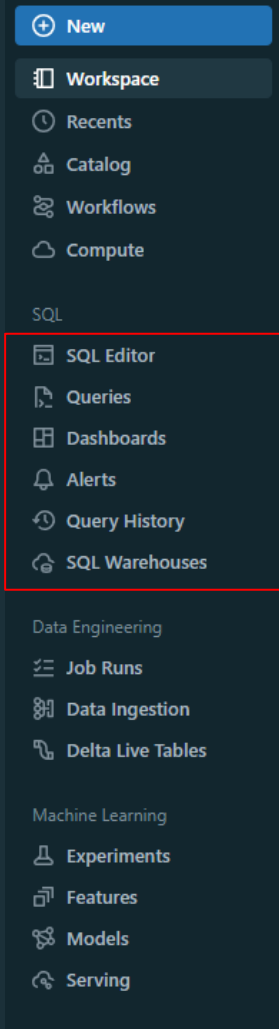 New
Workspace
Recents
Catalog
Workflows
Compute
SQL
SQL Editor
Queries
Dashboards
Alerts
Query History
SQL Warehouses
Data Engineering
Job Runs
Data Ingestion
Delta Live Tables
Machine Learning
Experiments
Features
Models
Serving